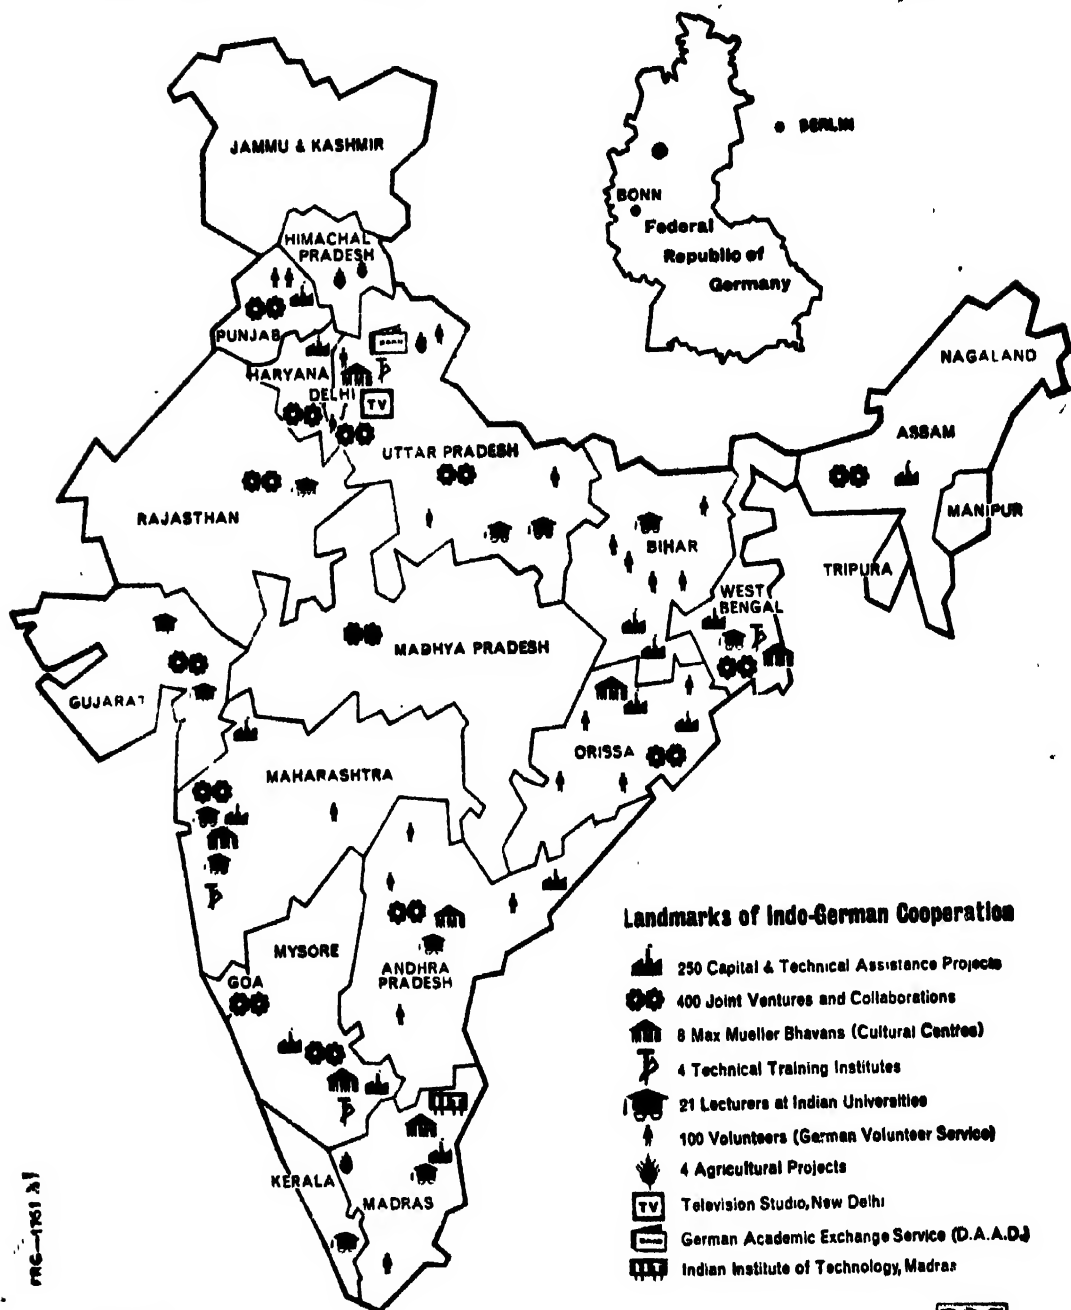 JAMMU & KASHMIR
BERLIN
BONN
Federal
Republic of
Germany
HIMACHAL
PRADESH
PUNJAB
HARYANA
DELHI
TV
NAGALAND
ASSAM
MANIPUR
TRIPURA
UTTAR PRADESH
RAJASTHAN
BIHAR
WEST
BENGAL
MADHYA PRADESH
GUJARAT
ORISSA
MAHARASHTRA
MYSORE
GOA
ANDHRA
PRADESH
IIT
KERALA
MADRAS
Landmarks of Indo-German Cooperation
250 Capital & Technical Assistance Projects
400 Joint Ventures and Collaborations
8 Max Mueller Bhavans (Cultural Centres)
4 Technical Training Institutes
21 Lecturers at Indian Universities
100 Volunteers (German Volunteer Service)
4 Agricultural Projects
TV Television Studio, New Delhi
German Academic Exchange Service (D.A.A.D.)
IIT Indian Institute of Technology, Madras